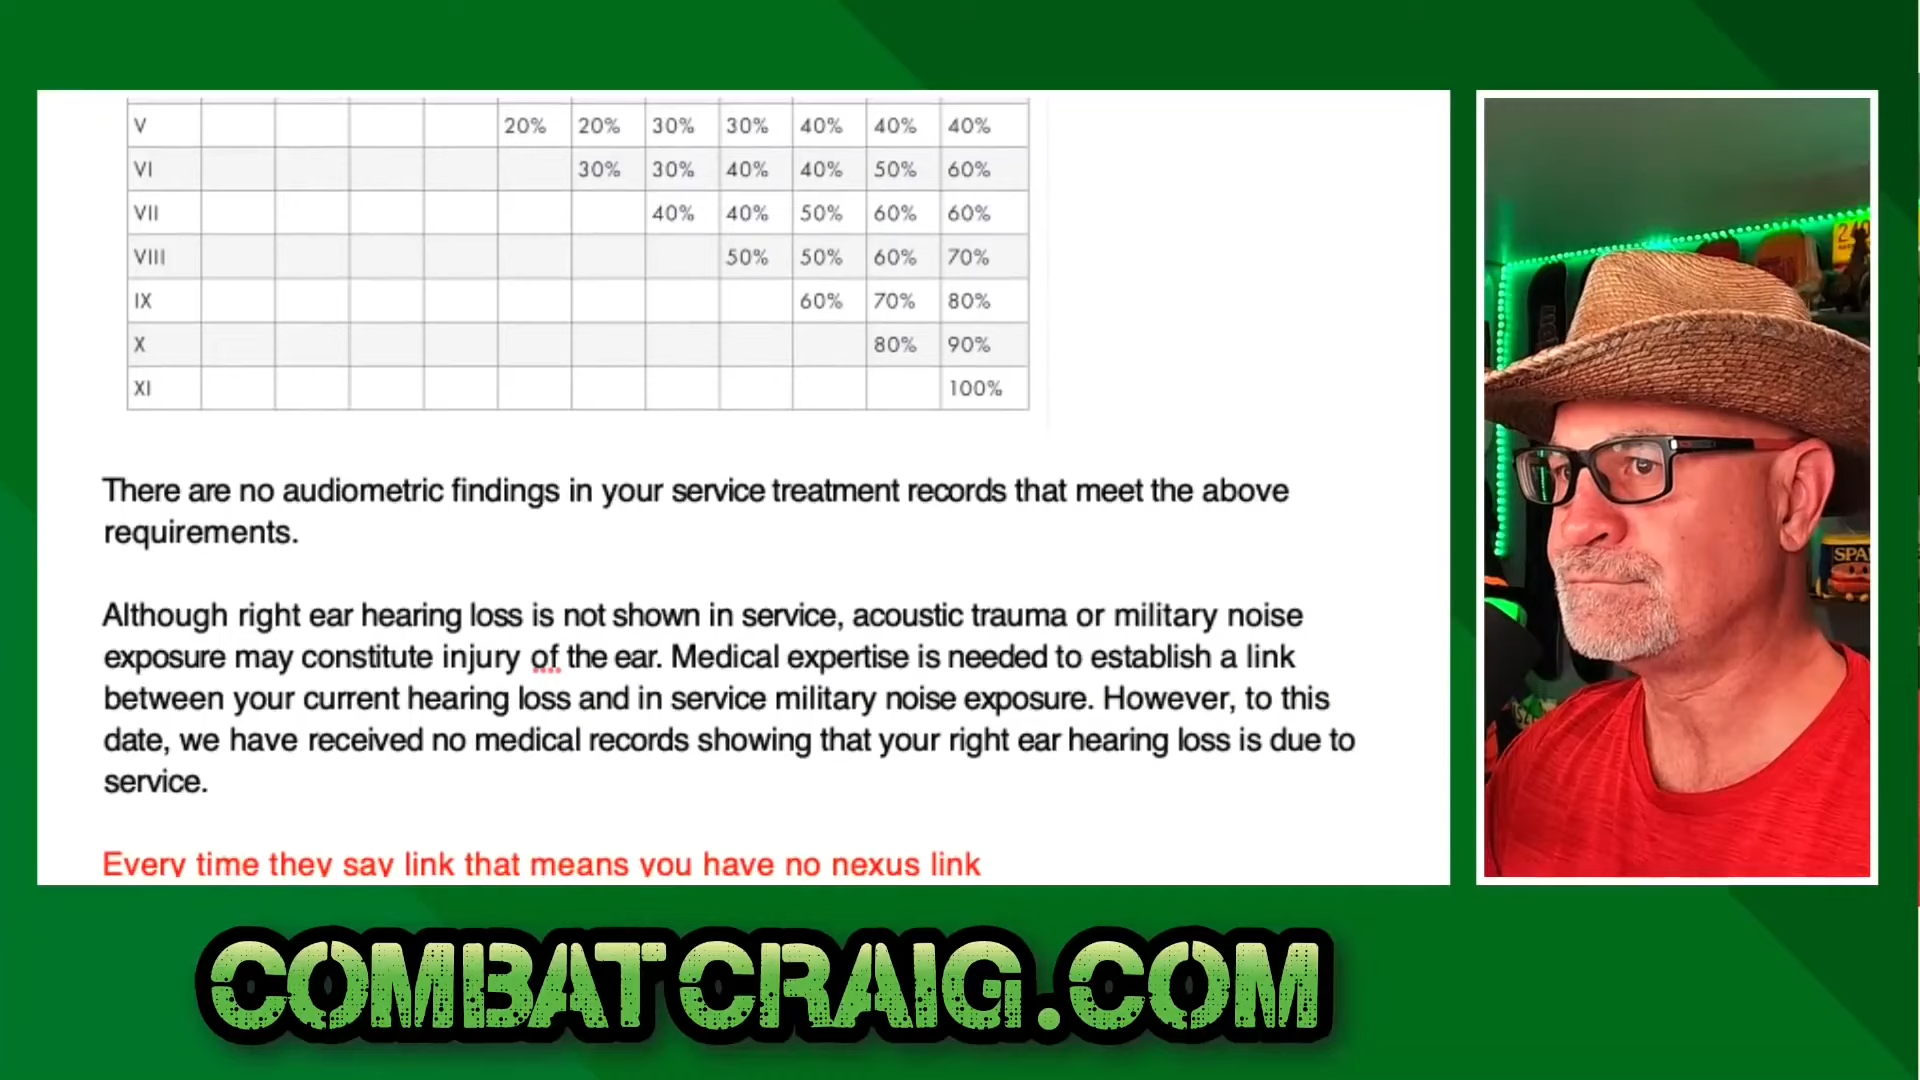 V 20% 20% 30% 30% 40% 40% 40%
VI 30% 30% 40% 40% 50% 60%
VII 40% 40% 50% 60% 60%
VIII 50% 50% 60% 70%
IX 60% 70% 80%
X 80% 90%
XI 100%
There are no audiometric findings in your service treatment records that meet the above
requirements.
Although right ear hearing loss is not shown in service, acoustic trauma or military noise
exposure may constitute injury of the ear. Medical expertise is needed to establish a link
between your current hearing loss and in service military noise exposure. However, to this
date, we have received no medical records showing that your right ear hearing loss is due to
service.
Every time they say link that means you have no nexus link
COMBATCRAIG.COM